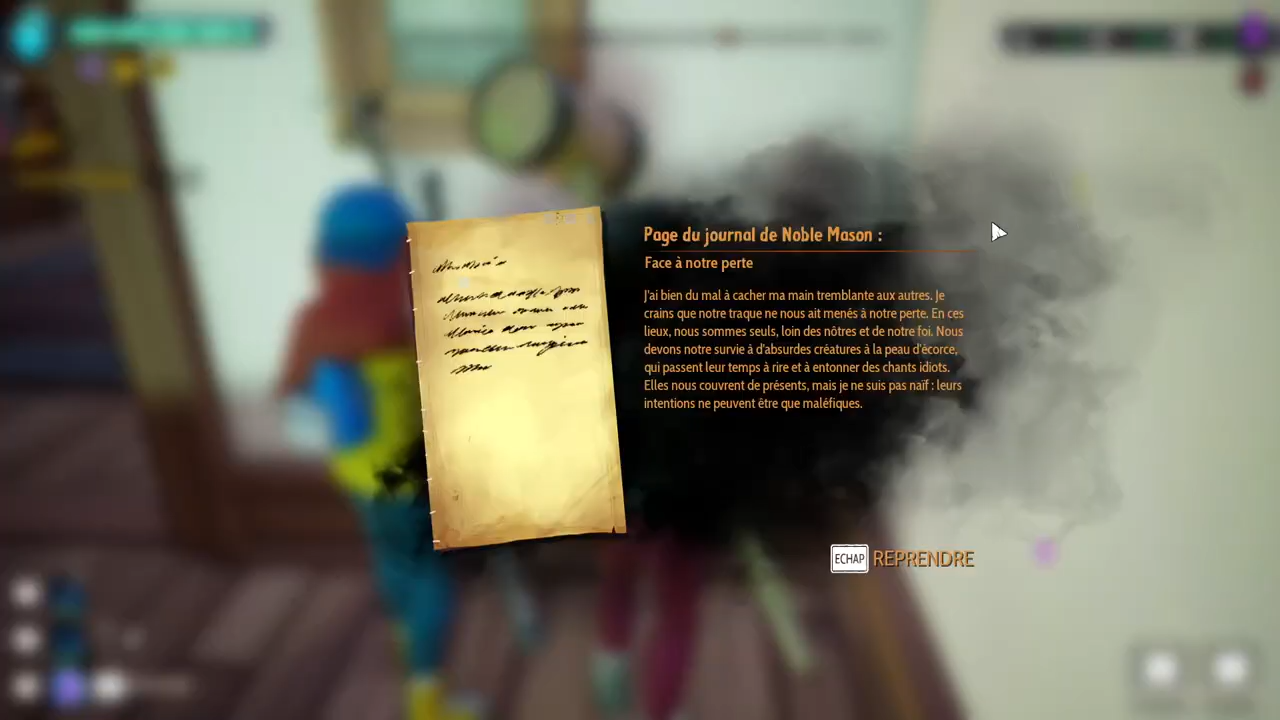 Page du journal de Noble Mason :
Face à notre perte
J'ai bien du mal à cacher ma main tremblante aux autres. Je
crains que notre traque ne nous ait menés à notre perte. En ces
lieux, nous sommes seuls, loin des nôtres et de notre foi. Nous
devons notre survie à d'absurdes créatures à la peau d'écorce,
qui passent leur temps à rire et à entonner des chants idiots.
Elles nous couvrent de présents, mais je ne suis pas naïf : leurs
intentions ne peuvent être que maléfiques.
ECHAP REPRENDRE